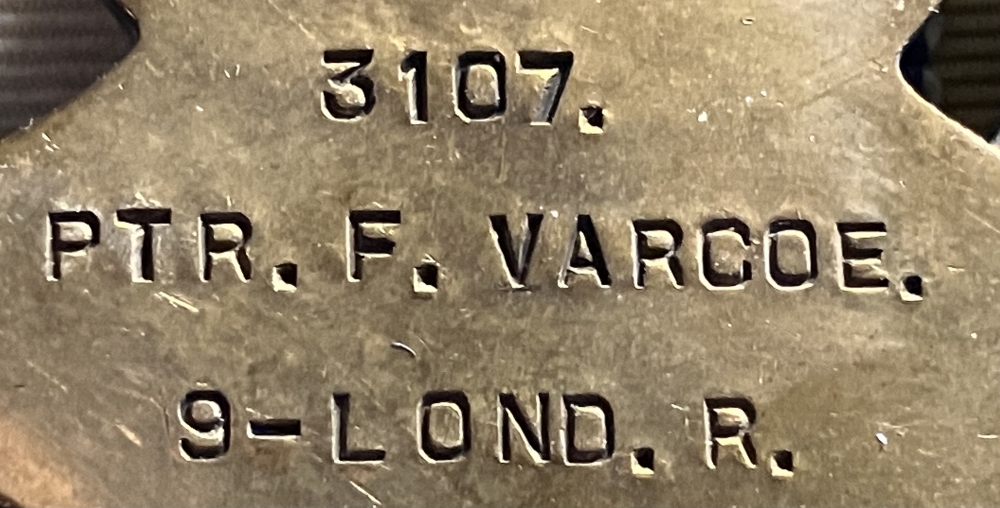 3107.
PTR. F. VARCOE.
9-LOND. R.